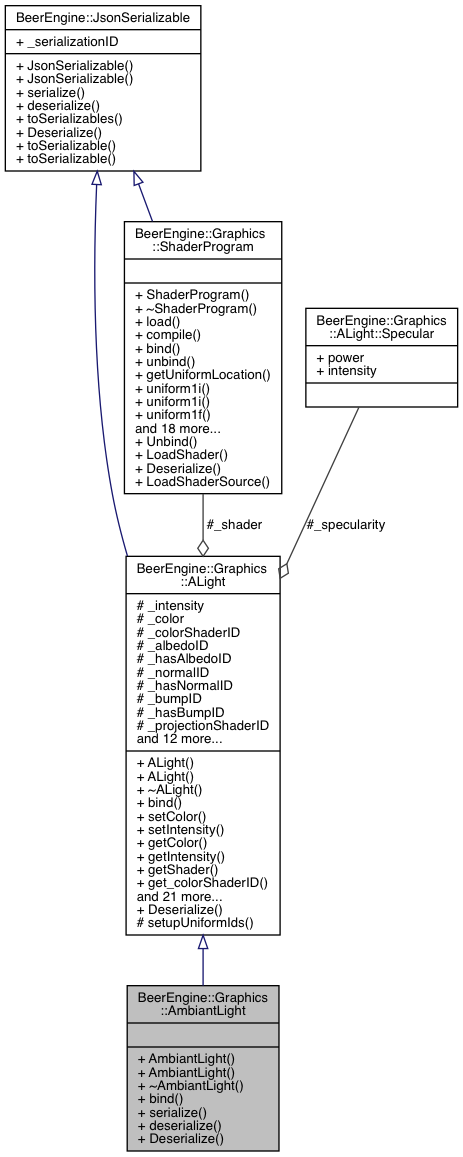 BeerEngine::JsonSerializable
+ _serializationID
+ JsonSerializable()
+ JsonSerializable()
+ serialize()
+ deserialize()
+ toSerializables()
+ Deserialize()
+ toSerializable()
+ toSerializable()
BeerEngine::Graphics
::ShaderProgram
+ ShaderProgram()
+ ~ShaderProgram()
+ load()
+ compile()
+ bind()
+ unbind()
+ getUniformLocation()
+ uniform1i()
+ uniform1i()
+ uniform1f()
and 18 more...
+ Unbind()
+ LoadShader()
+ Deserialize()
+ LoadShaderSource()
BeerEngine::Graphics
::ALight::Specular
+ power
+ intensity
#_shader
#_specularity
BeerEngine::Graphics
::ALight
# _intensity
# _color
# _colorShaderID
# _albedoID
# _hasAlbedoID
# _normalID
# _hasNormalID
# _bumpID
# _hasBumpID
# _projectionShaderID
and 12 more...
+ ALight()
+ ALight()
+ ~ALight()
+ bind()
+ setColor()
+ setIntensity()
+ getColor()
+ getIntensity()
+ getShader()
+ get_colorShaderID()
and 21 more...
+ Deserialize()
# setupUniformIds()
BeerEngine::Graphics
::AmbiantLight
+ AmbiantLight()
+ AmbiantLight()
+ ~AmbiantLight()
+ bind()
+ serialize()
+ deserialize()
+ Deserialize()